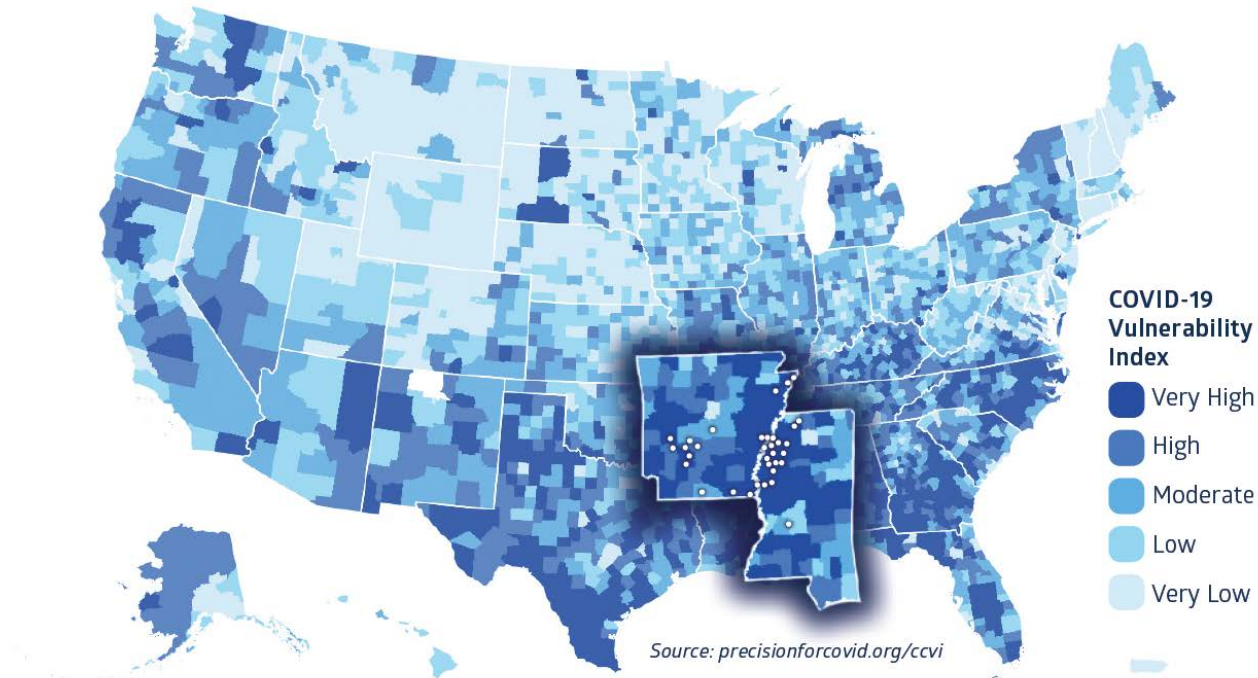 COVID-19
Vulnerability
Index
Very High
High
Moderate
Low
Very Low
Source: precisionforcovid.org/ccvi